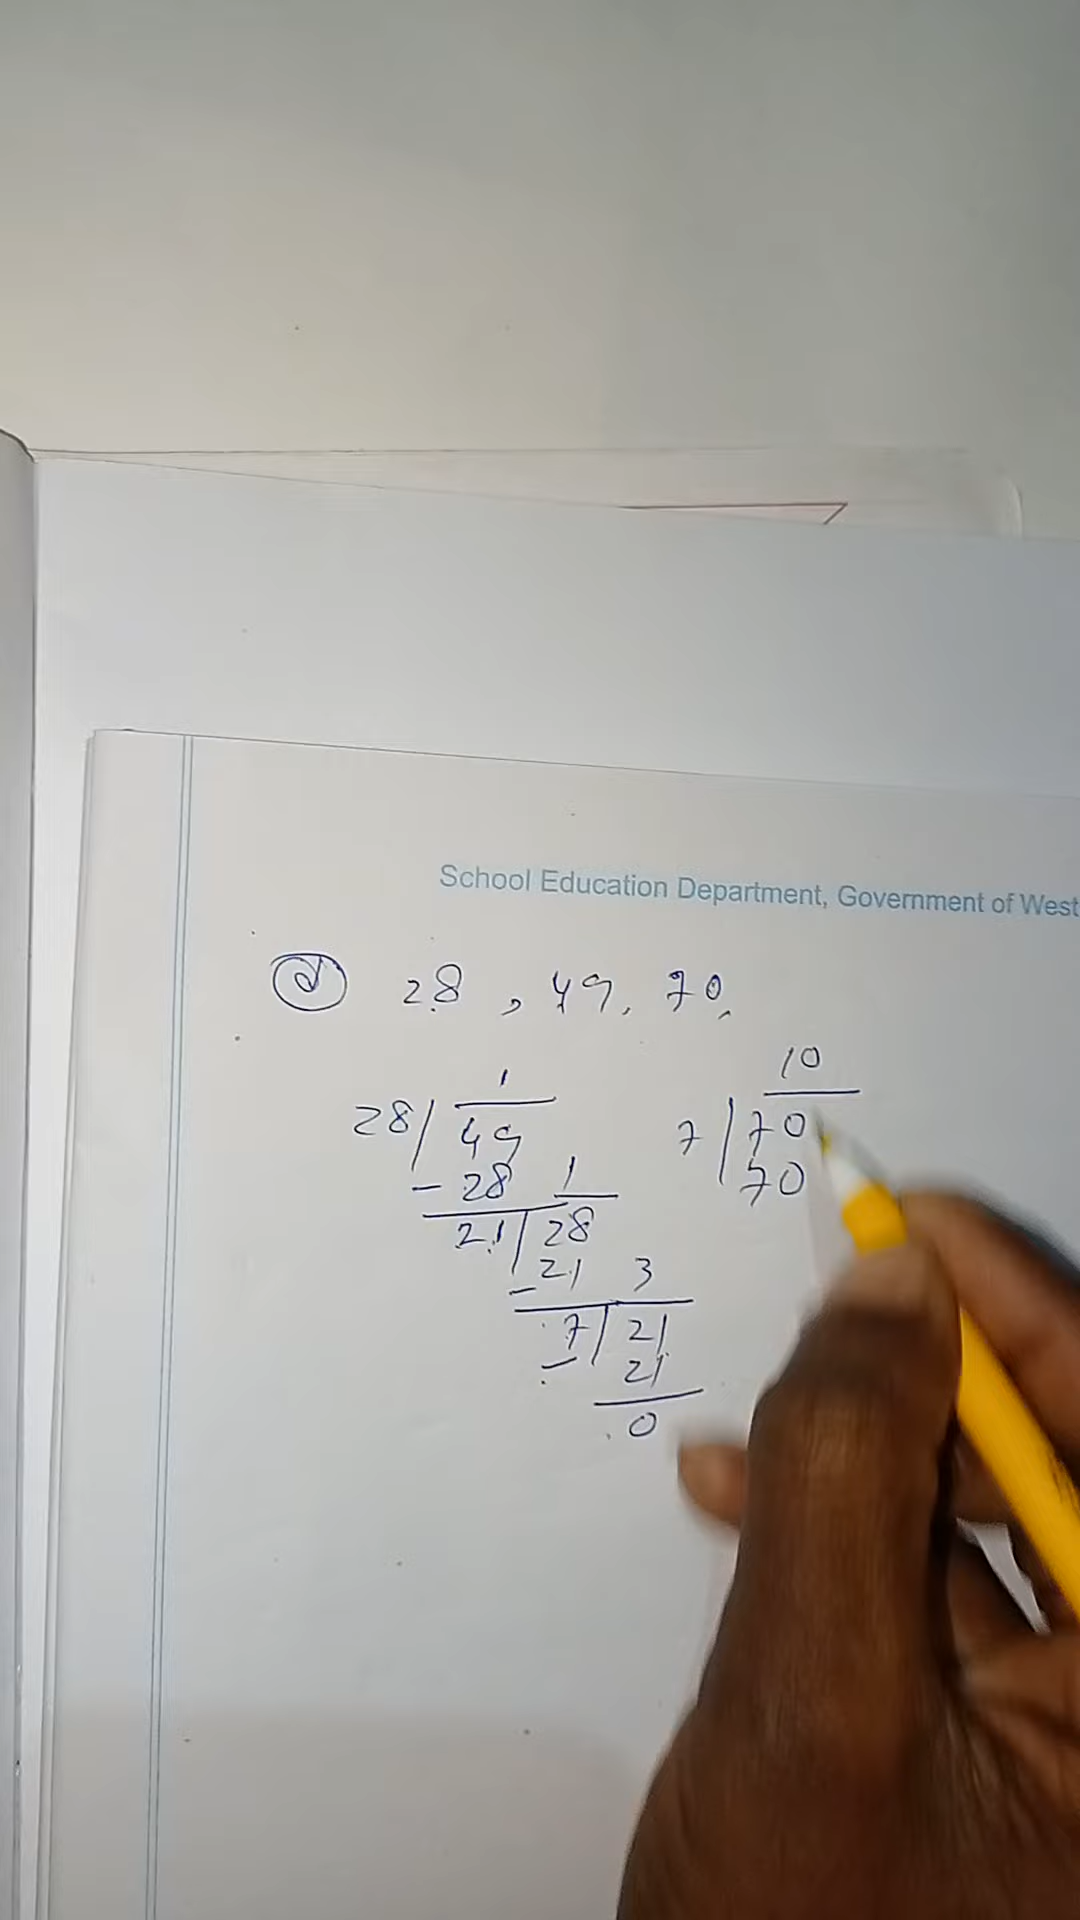 School Education Department, Government of West
d 28, 49, 70,
1
28 / 49
- 28 1
21 / 28
- 21 3
7 / 21
- 21
0
10
7 / 70
70